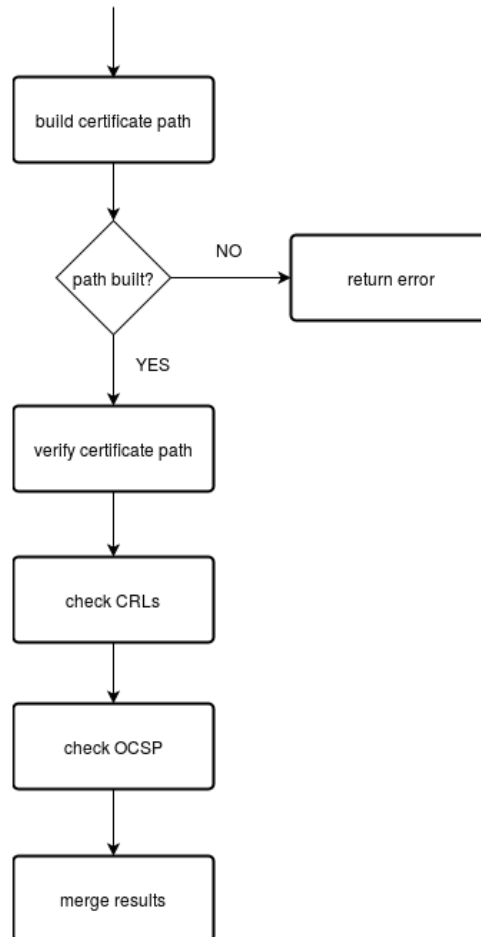 build certificate path
path built?
NO
return error
YES
verify certificate path
check CRLs
check OCSP
merge results